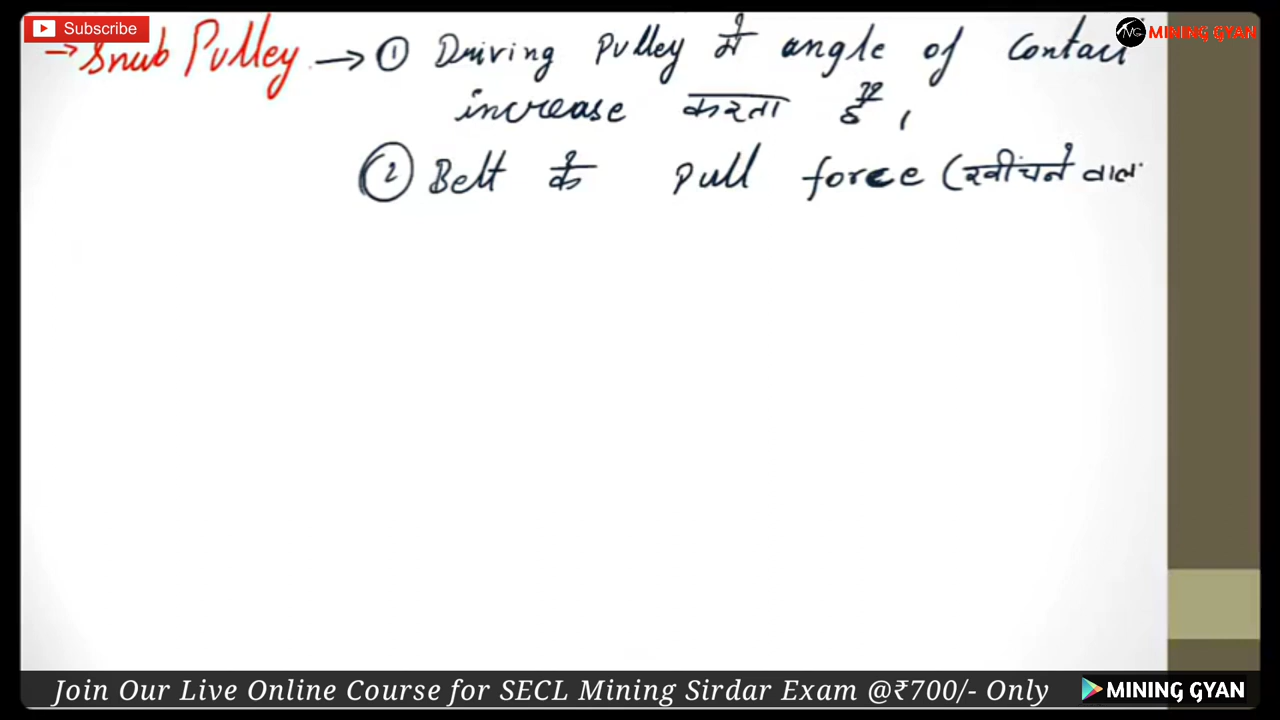 Subscribe
MINING GYAN
→ Snub Pulley → ① Driving Pulley में angle of Contact
increase करता है ।
② Belt के pull force (खींचने वाल
Join Our Live Online Course for SECL Mining Sirdar Exam @₹700/- Only
MINING GYAN